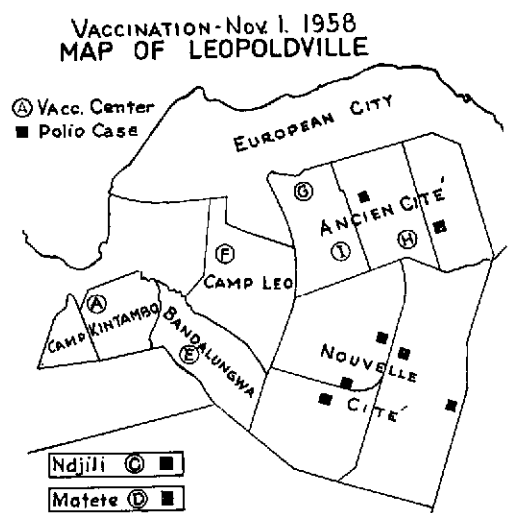 VACCINATION-NOV. 1. 1958
MAP OF LEOPOLDVILLE
Ⓐ VACC. CENTER
POLIO CASE
EUROPEAN CITY
G
ANCIEN CITÉ
I
H
F
CAMP LEO
A
CAMP KINTAMBO
BANDALUNGWA
E
NOUVELLE
CITÉ
Ndjili Ⓒ
Matete Ⓓ